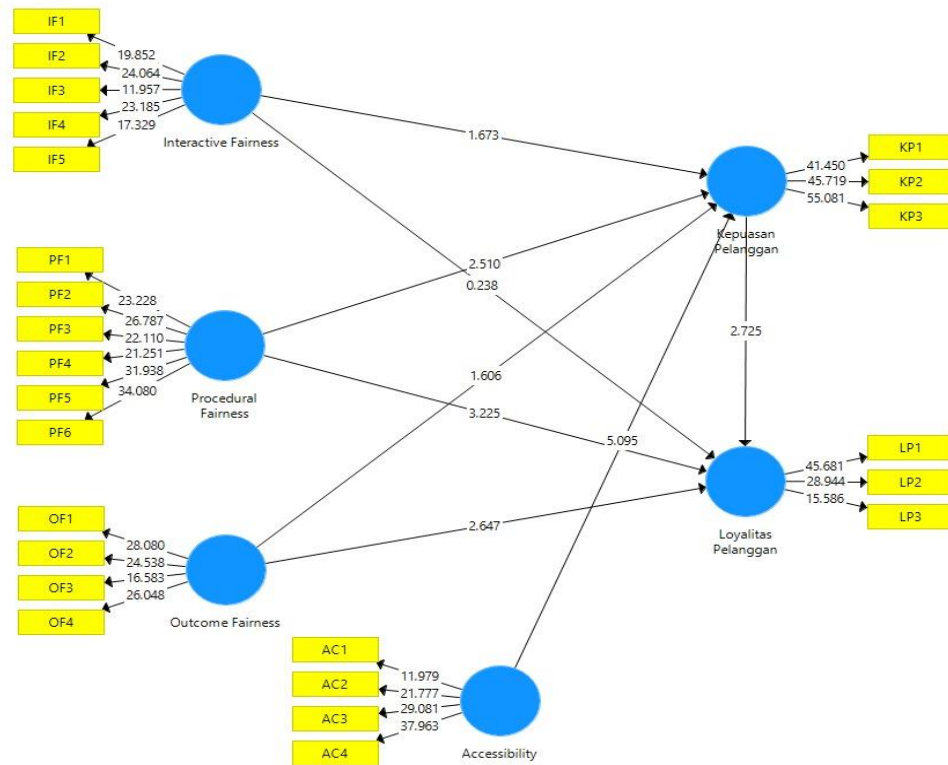 IF1
IF2
IF3
IF4
IF5
19.852
24.064
11.957
23.185
17.329
Interactive Fairness
PF1
PF2
PF3
PF4
PF5
PF6
23.228
26.787
22.110
21.251
31.938
34.080
Procedural
Fairness
OF1
OF2
OF3
OF4
28.080
24.538
16.583
26.048
Outcome Fairness
AC1
AC2
AC3
AC4
11.979
21.777
29.081
37.963
Accessibility
1.673
2.510
0.238
1.606
3.225
5.095
2.647
2.725
Kepuasan
Pelanggan
41.450
45.719
55.081
KP1
KP2
KP3
Loyalitas
Pelanggan
45.681
28.944
15.586
LP1
LP2
LP3